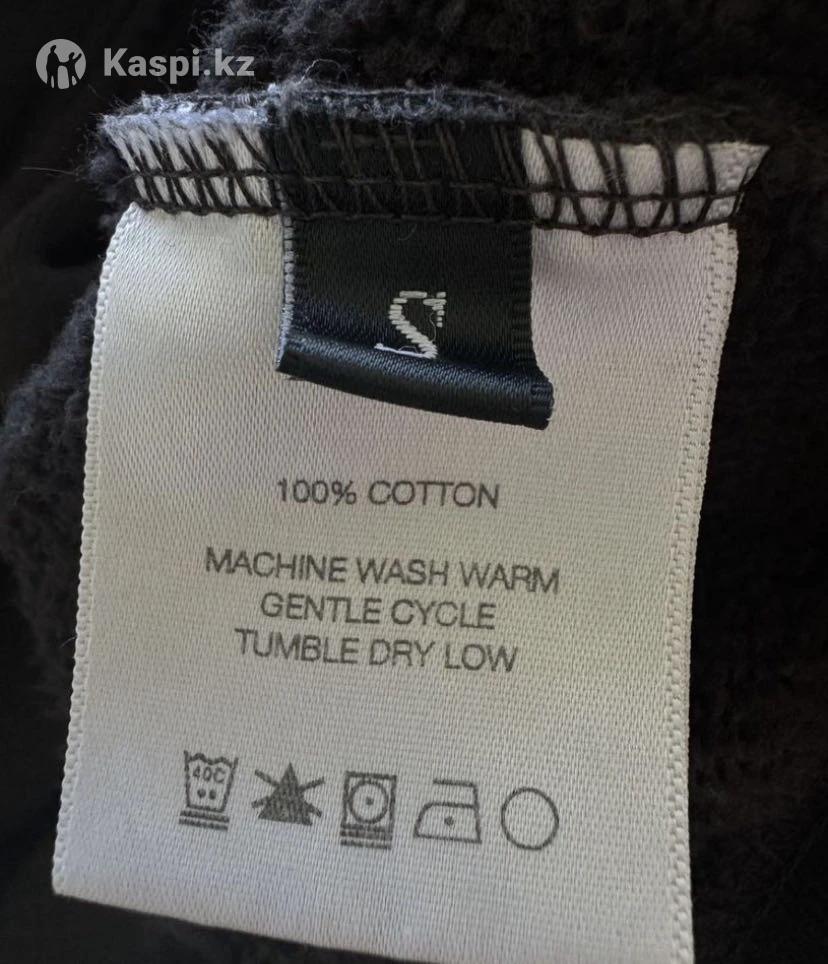 Kaspi.kz
100% COTTON
MACHINE WASH WARM
GENTLE CYCLE
TUMBLE DRY LOW
40C